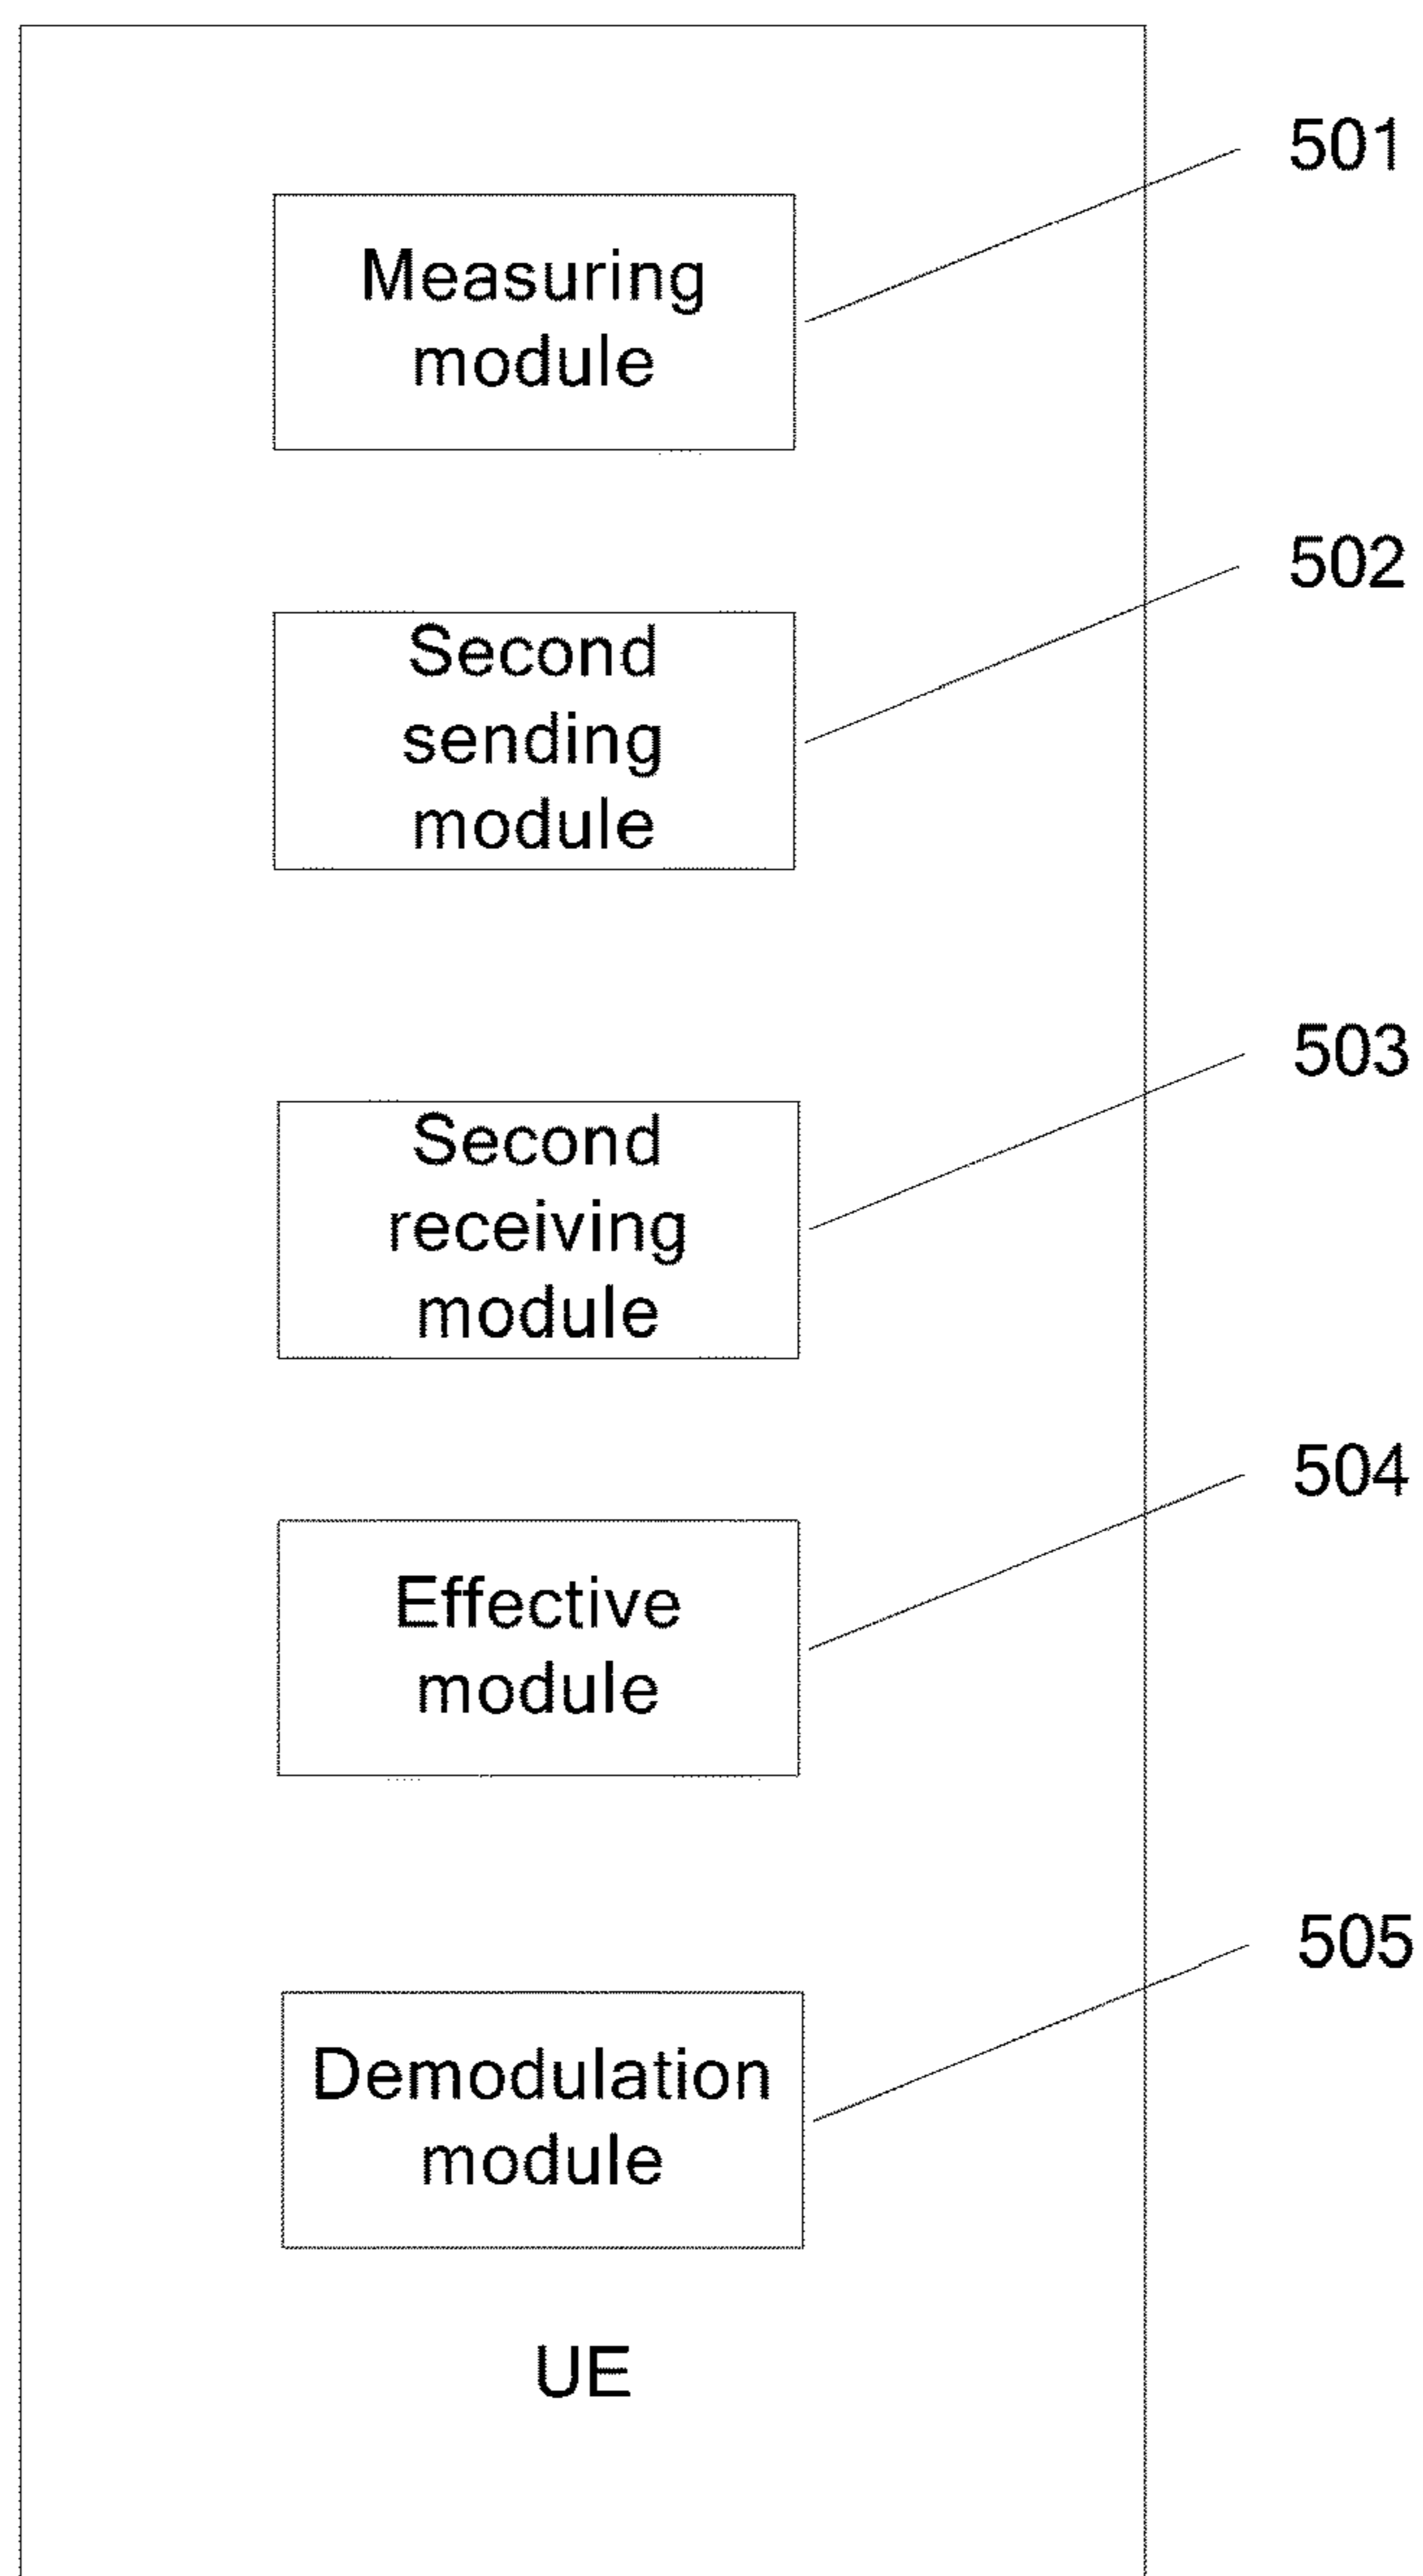 501
Measuring
module
502
Second
sending
module
503
Second
receiving
module
504
Effective
module
505
Demodulation
module
UE